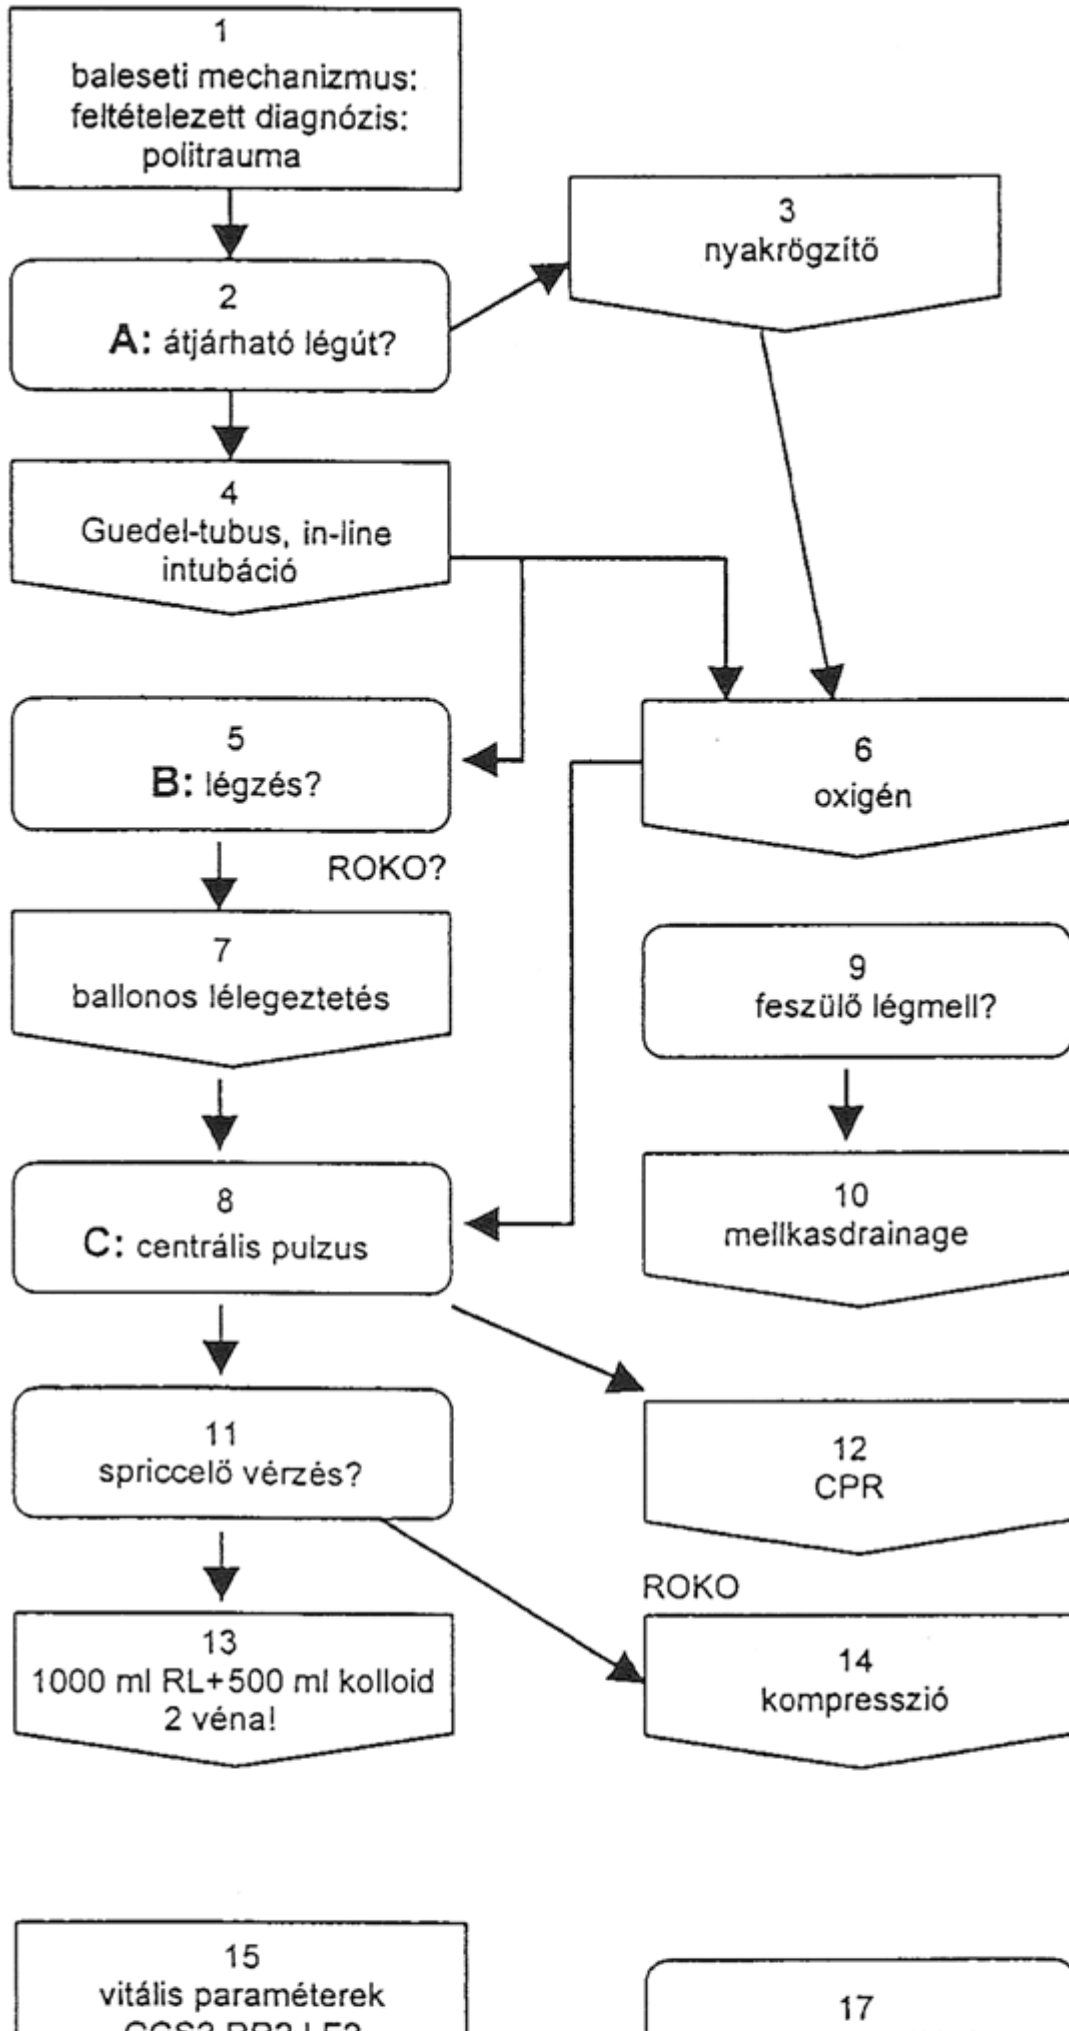 1
baleseti mechanizmus:
feltételezett diagnózis:
politrauma
2
A: átjárható légút?
3
nyakrögzítő
4
Guedel-tubus, in-line
intubáció
5
B: légzés?
6
oxigén
ROKO?
7
ballonos lélegeztetés
8
C: centrális pulzus
9
feszülő légmell?
10
mellkasdrainage
11
spriccelő vérzés?
12
CPR
13
1000 ml RL+500 ml kolloid
2 véna!
ROKO
14
kompresszió
15
vitális paraméterek
17